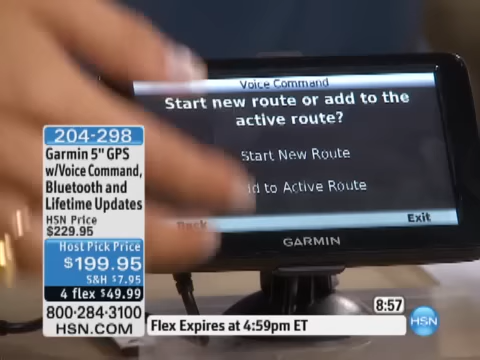 Voice Command
Start new route or add to the
active route?
Start New Route
dd to Active Route
Back
Exit
GARMIN
204-298
Garmin 5" GPS
w/Voice Command,
Bluetooth and
Lifetime Updates
HSN Price
$229.95
Host Pick Price
$199.95
S&H $7.95
4 flex $49.99
800-284-3100
HSN.COM
Flex Expires at 4:59pm ET
8:57
HSN